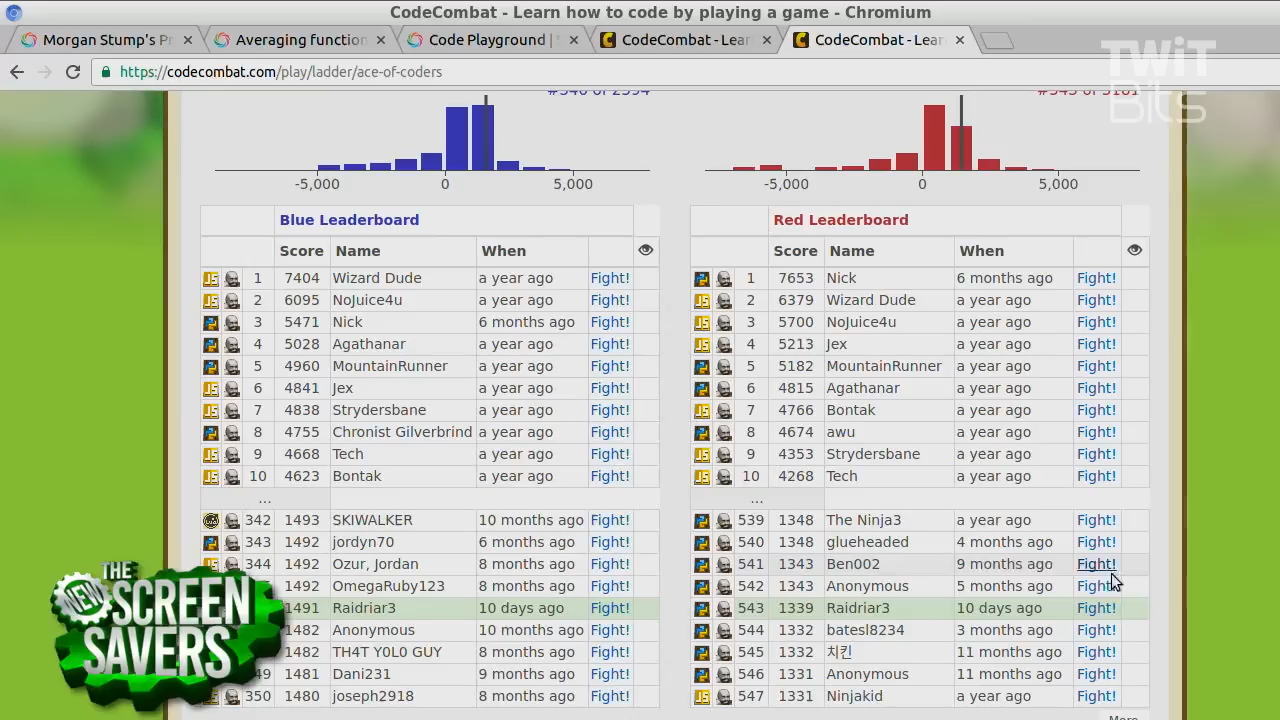 CodeCombat - Learn how to code by playing a game - Chromium
Morgan Stump's Pr
Averaging function
Code Playground |
CodeCombat - Lear
CodeCombat - Lear
https://codecombat.com/play/ladder/ace-of-coders
TWiT
Bits
-5,000 0 5,000
-5,000 0 5,000
Blue Leaderboard
Score Name When
1 7404 Wizard Dude a year ago Fight!
2 6095 NoJuice4u a year ago Fight!
3 5471 Nick 6 months ago Fight!
4 5028 Agathanar a year ago Fight!
5 4960 MountainRunner a year ago Fight!
6 4841 Jex a year ago Fight!
7 4838 Strydersbane a year ago Fight!
8 4755 Chronist Gilverbrind a year ago Fight!
9 4668 Tech a year ago Fight!
10 4623 Bontak a year ago Fight!
...
342 1493 SKIWALKER 10 months ago Fight!
343 1492 jordyn70 6 months ago Fight!
344 1492 Ozur, Jordan 8 months ago Fight!
1492 OmegaRuby123 8 months ago Fight!
1491 Raidriar3 10 days ago Fight!
1482 Anonymous 10 months ago Fight!
1482 TH4T Y0L0 GUY 8 months ago Fight!
1481 Dani231 9 months ago Fight!
350 1480 joseph2918 8 months ago Fight!
Red Leaderboard
Score Name When
1 7653 Nick 6 months ago Fight!
2 6379 Wizard Dude a year ago Fight!
3 5700 NoJuice4u a year ago Fight!
4 5213 Jex a year ago Fight!
5 5182 MountainRunner a year ago Fight!
6 4815 Agathanar a year ago Fight!
7 4766 Bontak a year ago Fight!
8 4674 awu a year ago Fight!
9 4353 Strydersbane a year ago Fight!
10 4268 Tech a year ago Fight!
...
539 1348 The Ninja3 a year ago Fight!
540 1348 glueheaded 4 months ago Fight!
541 1343 Ben002 9 months ago Fight!
542 1343 Anonymous 5 months ago Fight!
543 1339 Raidriar3 10 days ago Fight!
544 1332 batesl8234 3 months ago Fight!
545 1332 치킨 11 months ago Fight!
546 1331 Anonymous 11 months ago Fight!
547 1331 Ninjakid a year ago Fight!
THE
NEW
SCREEN
SAVERS